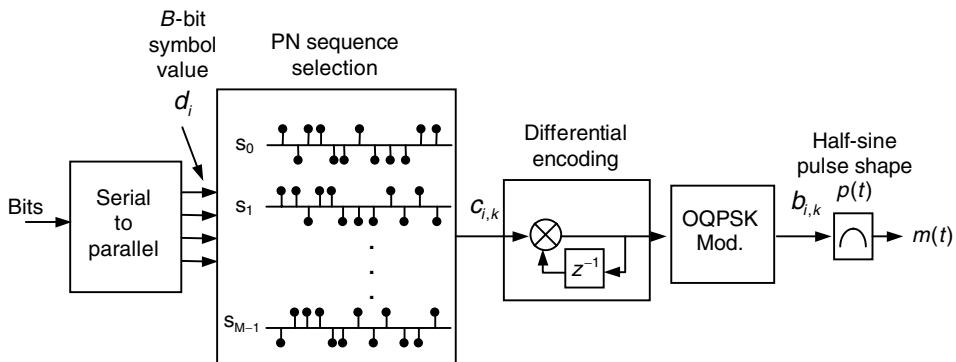 B-bit
symbol
value
d_i
PN sequence
selection
Bits
Serial
to
parallel
s_0
s_1
.
.
.
s_{M−1}
c_{i,k}
Differential
encoding
z^{−1}
OQPSK
Mod.
b_{i,k}
Half-sine
pulse shape
p(t)
m(t)